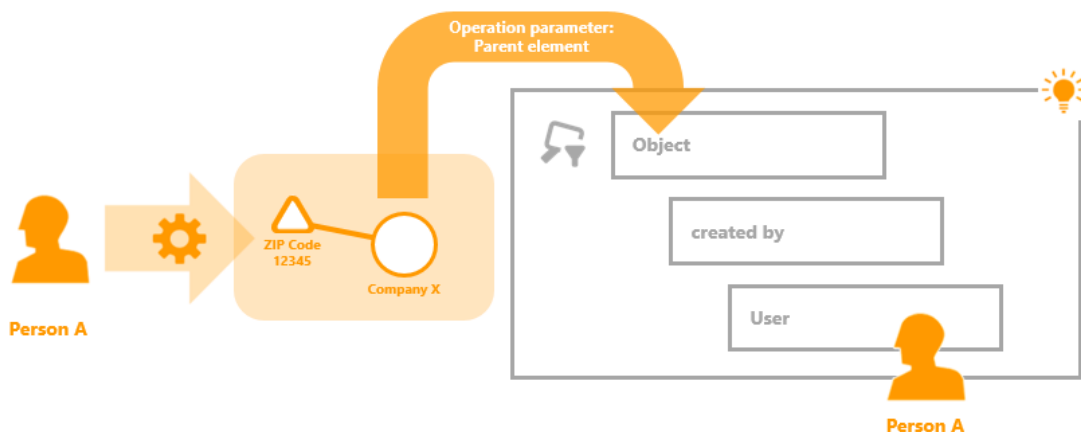 Operation parameter:
Parent element
Object
ZIP Code
12345
created by
Company X
User
Person A
Person A